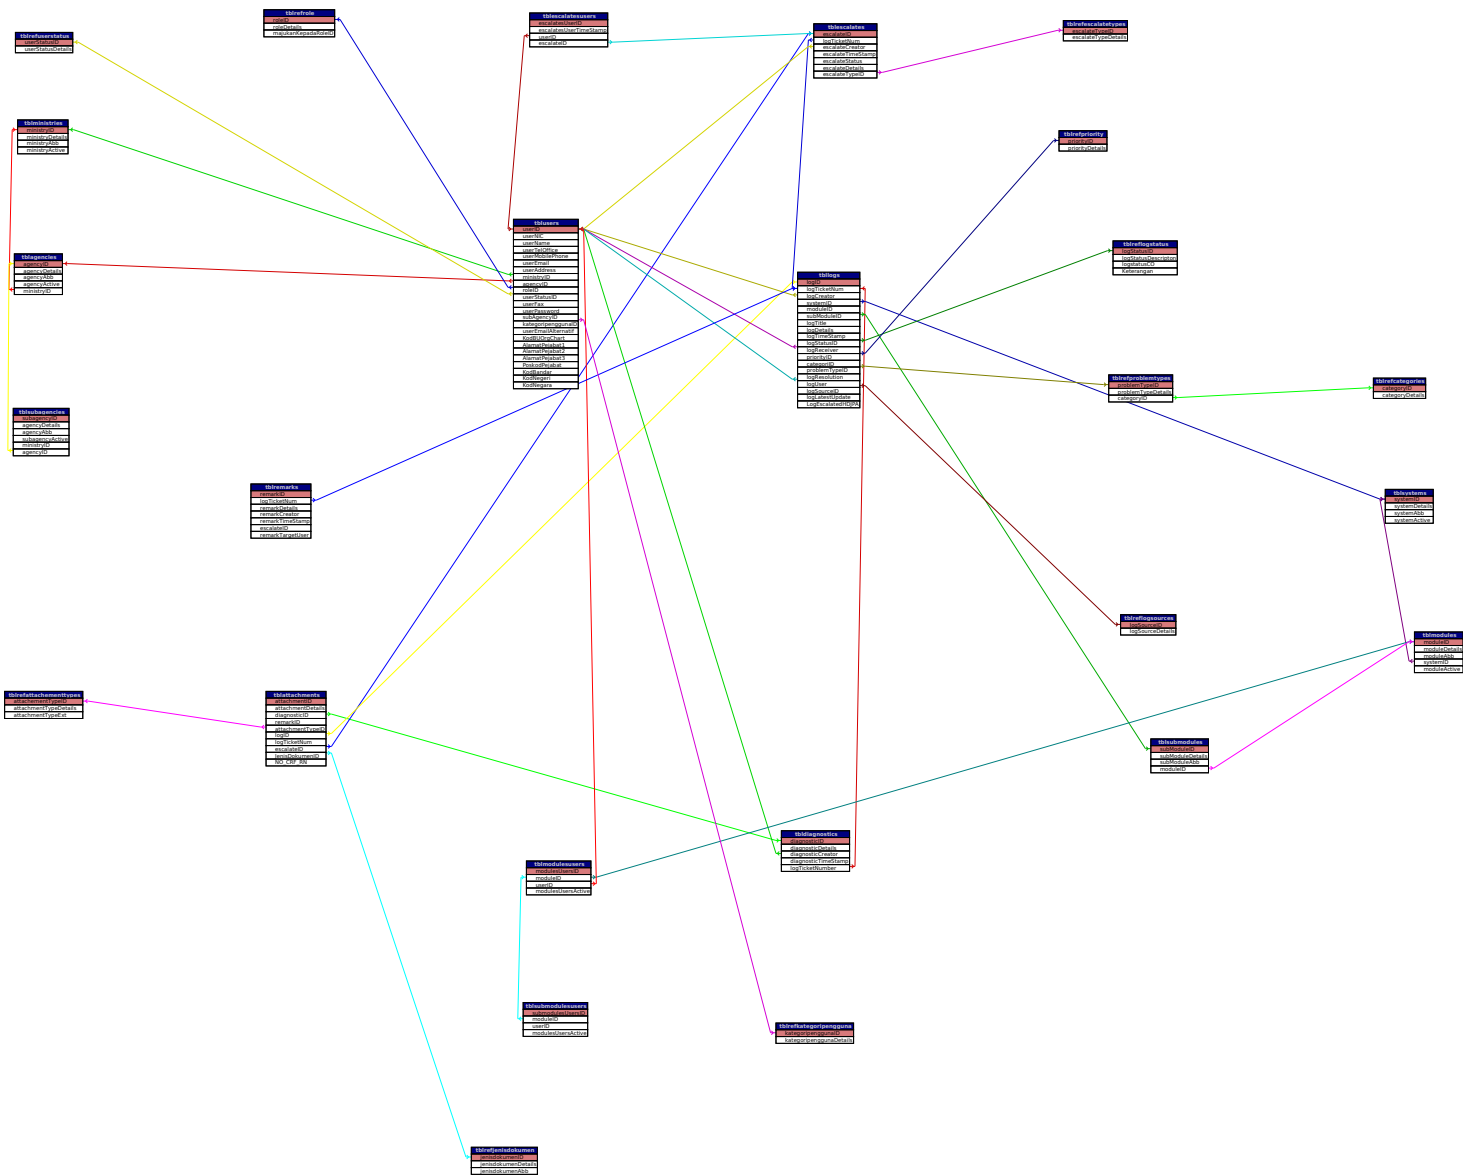 tblrefrole
roleID
roleDetails
majukanKepadaRoleID
tblescalatesusers
escalatesUserID
escalatesUserTimeStamp
userID
escalateID
tblescalates
escalateID
logTicketNum
escalateCreator
escalateTimeStamp
escalateStatus
escalateDetails
escalateTypeID
tblrefescalatetypes
escalateTypeID
escalateTypeDetails
tblrefuserstatus
userStatusID
userStatusDetails
tblministries
ministryID
ministryDetails
ministryAbb
ministryActive
tblrefpriority
priorityID
priorityDetails
tblusers
userID
userNIC
userName
userTelOffice
userMobilePhone
userEmail
userAddress
ministryID
agencyID
roleID
userStatusID
userFax
userPassword
subAgencyID
kategoripenggunaID
userEmailAlternatif
KodBUOrgChart
AlamatPejabat1
AlamatPejabat2
AlamatPejabat3
PoskodPejabat
KodBandar
KodNegeri
KodNegara
tblreflogstatus
logStatusID
logStatusDescripton
logstatusCO
Keterangan
tblagencies
agencyID
agencyDetails
agencyAbb
agencyActive
ministryID
tbllogs
logID
logTicketNum
logCreator
systemID
moduleID
subModuleID
logTitle
logDetails
logTimeStamp
logStatusID
logReceiver
priorityID
categoriID
problemTypeID
logResolution
logUser
logSourceID
logLatestUpdate
LogEscalatedHDJPA
tblrefproblemtypes
problemTypeID
problemTypeDetails
categoryID
tblrefcategories
categoryID
categoryDetails
tblsubagencies
subagencyID
agencyDetails
agencyAbb
subagencyActive
ministryID
agencyID
tblremarks
remarkID
logTicketNum
remarkDetails
remarkCreator
remarkTimeStamp
escalateID
remarkTargetUser
tblsystems
systemID
systemDetails
systemAbb
systemActive
tblreflogsources
logSourceID
logSourceDetails
tblmodules
moduleID
moduleDetails
moduleAbb
systemID
moduleActive
tblrefattachementtypes
attachementTypeID
attachmentTypeDetails
attachmentTypeExt
tblattachments
attachmentID
attachmentDetails
diagnosticID
remarkID
attachmentTypeID
logID
logTicketNum
escalateID
JenisDokumenID
NO_CRF_RN
tblsubmodules
subModuleID
subModuleDetails
subModuleAbb
moduleID
tbldiagnostics
diagnosticID
diagnosticDetails
diagnosticCreator
diagnosticTimeStamp
logTicketNumber
tblmodulesusers
modulesUsersID
moduleID
userID
modulesUsersActive
tblsubmodulesusers
submodulesUsersID
moduleID
userID
modulesUsersActive
tblrefkategoripengguna
kategoripenggunaID
kategoripenggunaDetails
tblrefjenisdokumen
jenisdokumenID
jenisdokumenDetails
jenisdokumenAbb